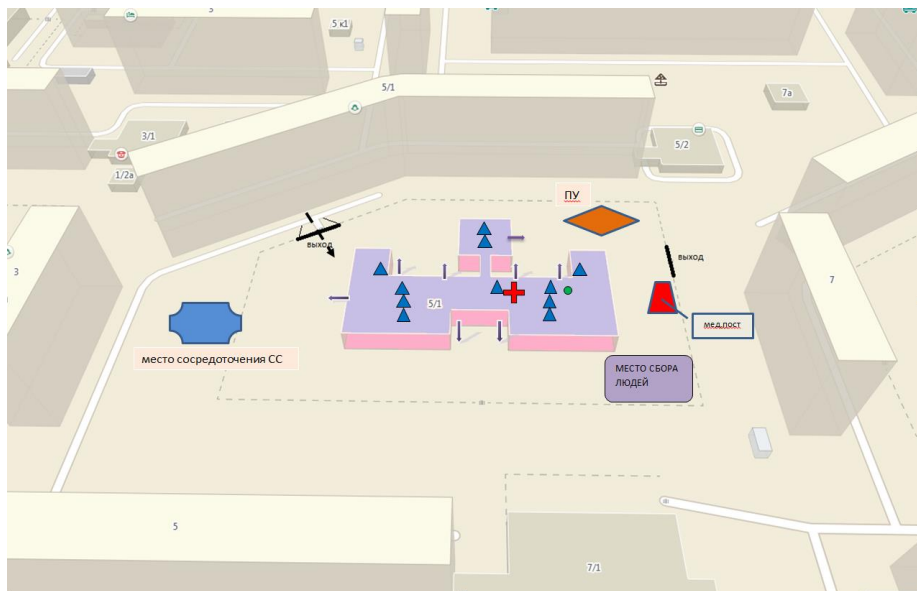 3
5 к1
5/1
7а
3/1
5/2
1/2а
ПУ
выход
выход
3
7
5/1
мед.пост
место сосредоточения СС
МЕСТО СБОРА
ЛЮДЕЙ
5
7/1